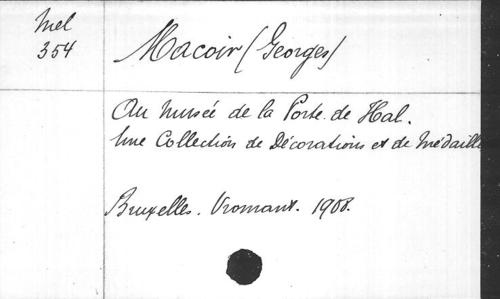 Mel
354
Macoir (Georges)
Au musée de la Porte de Hal.
Une Collection de Décorations et de Médaille
Bruxelles. Vromant. 1908.